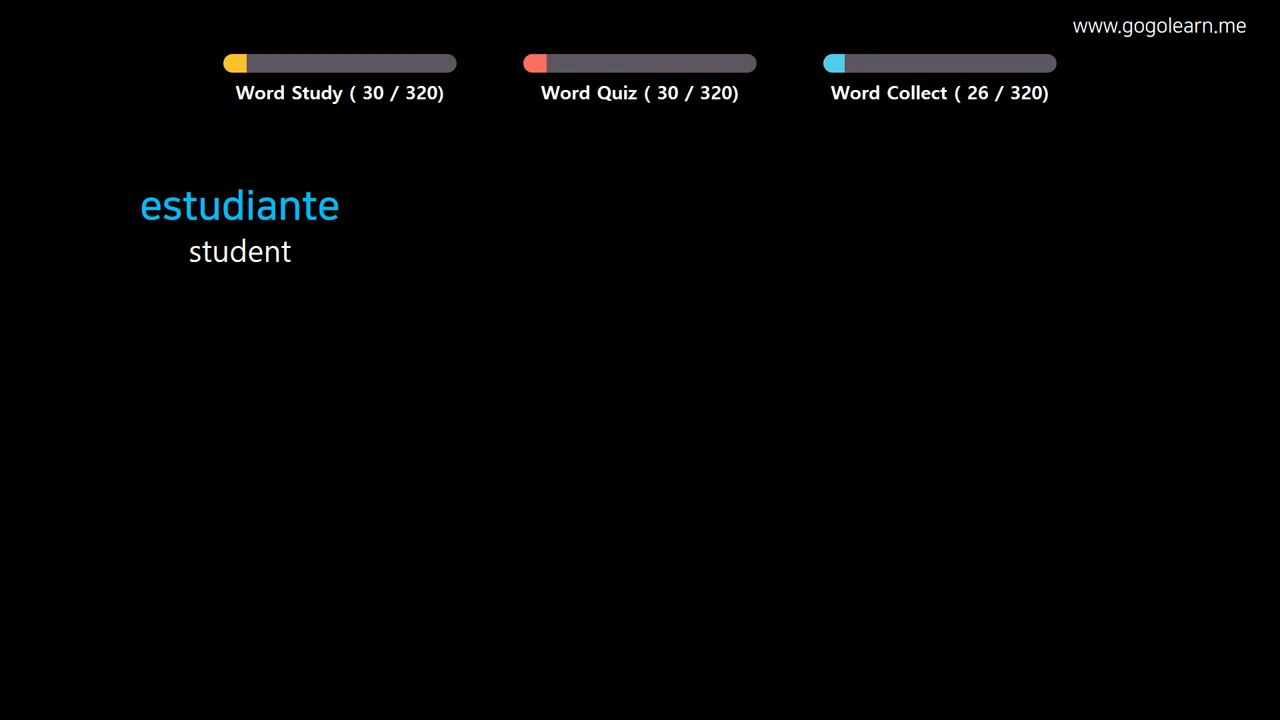 www.gogolearn.me
Word Study ( 30 / 320)
Word Quiz ( 30 / 320)
Word Collect ( 26 / 320)
estudiante
student